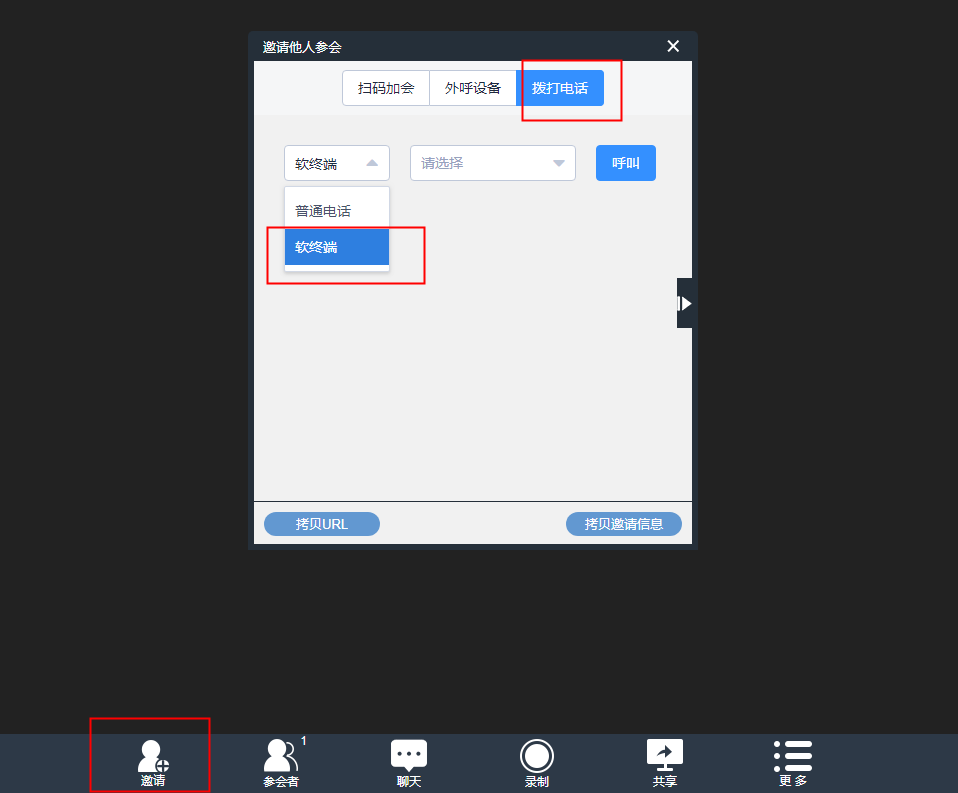 邀请他人参会
扫码加会 外呼设备 拨打电话
软终端 请选择 呼叫
普通电话
软终端
拷贝URL 拷贝邀请信息
1
邀请 参会者 聊天 录制 共享 更多